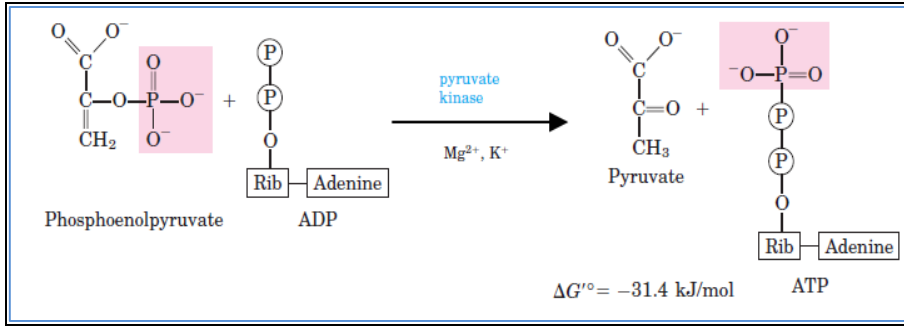 O O⁻
C
O
C—O—P—O⁻
CH₂ O⁻
Phosphoenolpyruvate
+
P
P
O
Rib—Adenine
ADP
pyruvate
kinase
Mg²⁺, K⁺
O O⁻
C
C=O
CH₃
Pyruvate
+
O⁻
⁻O—P=O
P
P
O
Rib—Adenine
ATP
ΔG′°= −31.4 kJ/mol